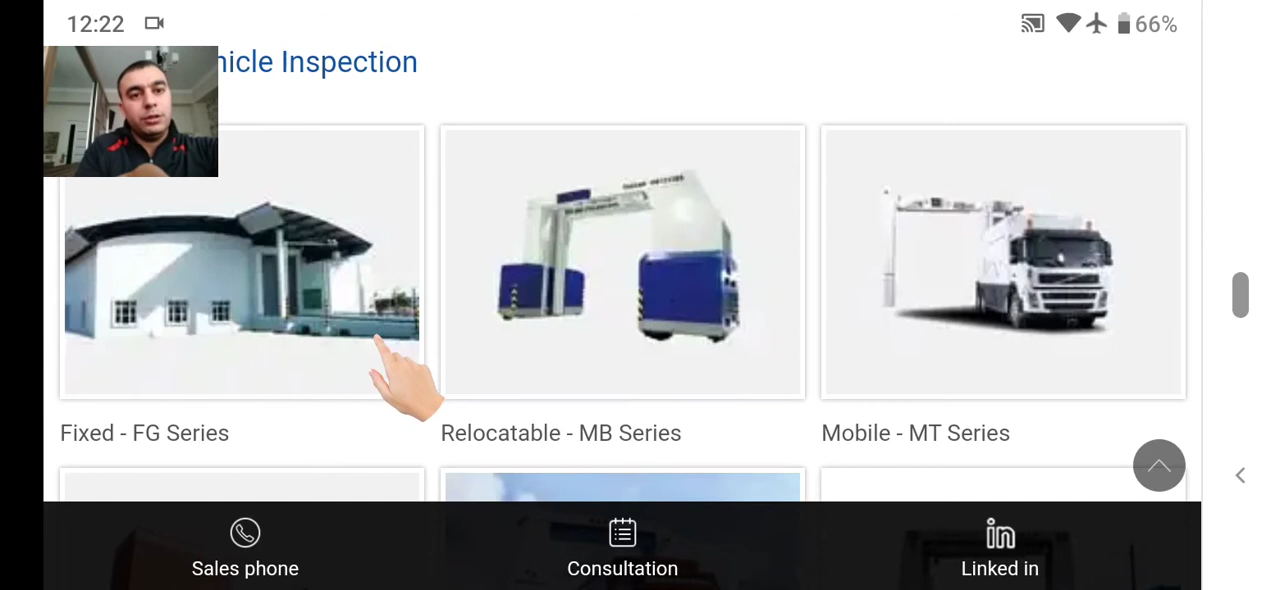 12:22
66%
hicle Inspection
Fixed - FG Series
Relocatable - MB Series
Mobile - MT Series
Sales phone
Consultation
Linked in